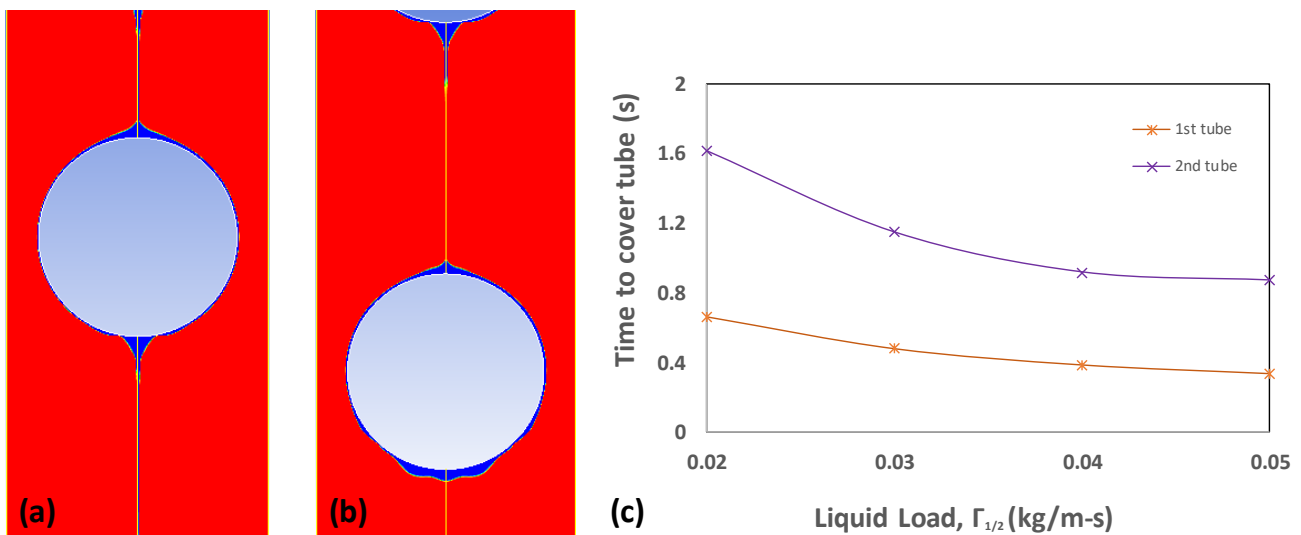 (a)
(b)
(c)
Time to cover tube (s)
2
1.6
1.2
0.8
0.4
0
0.02
0.03
0.04
0.05
1st tube
2nd tube
Liquid Load, Γ1/2 (kg/m-s)